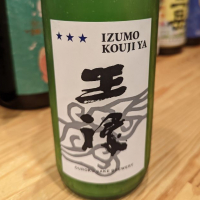 ★★★ IZUMO
KOUJI YA
王祿